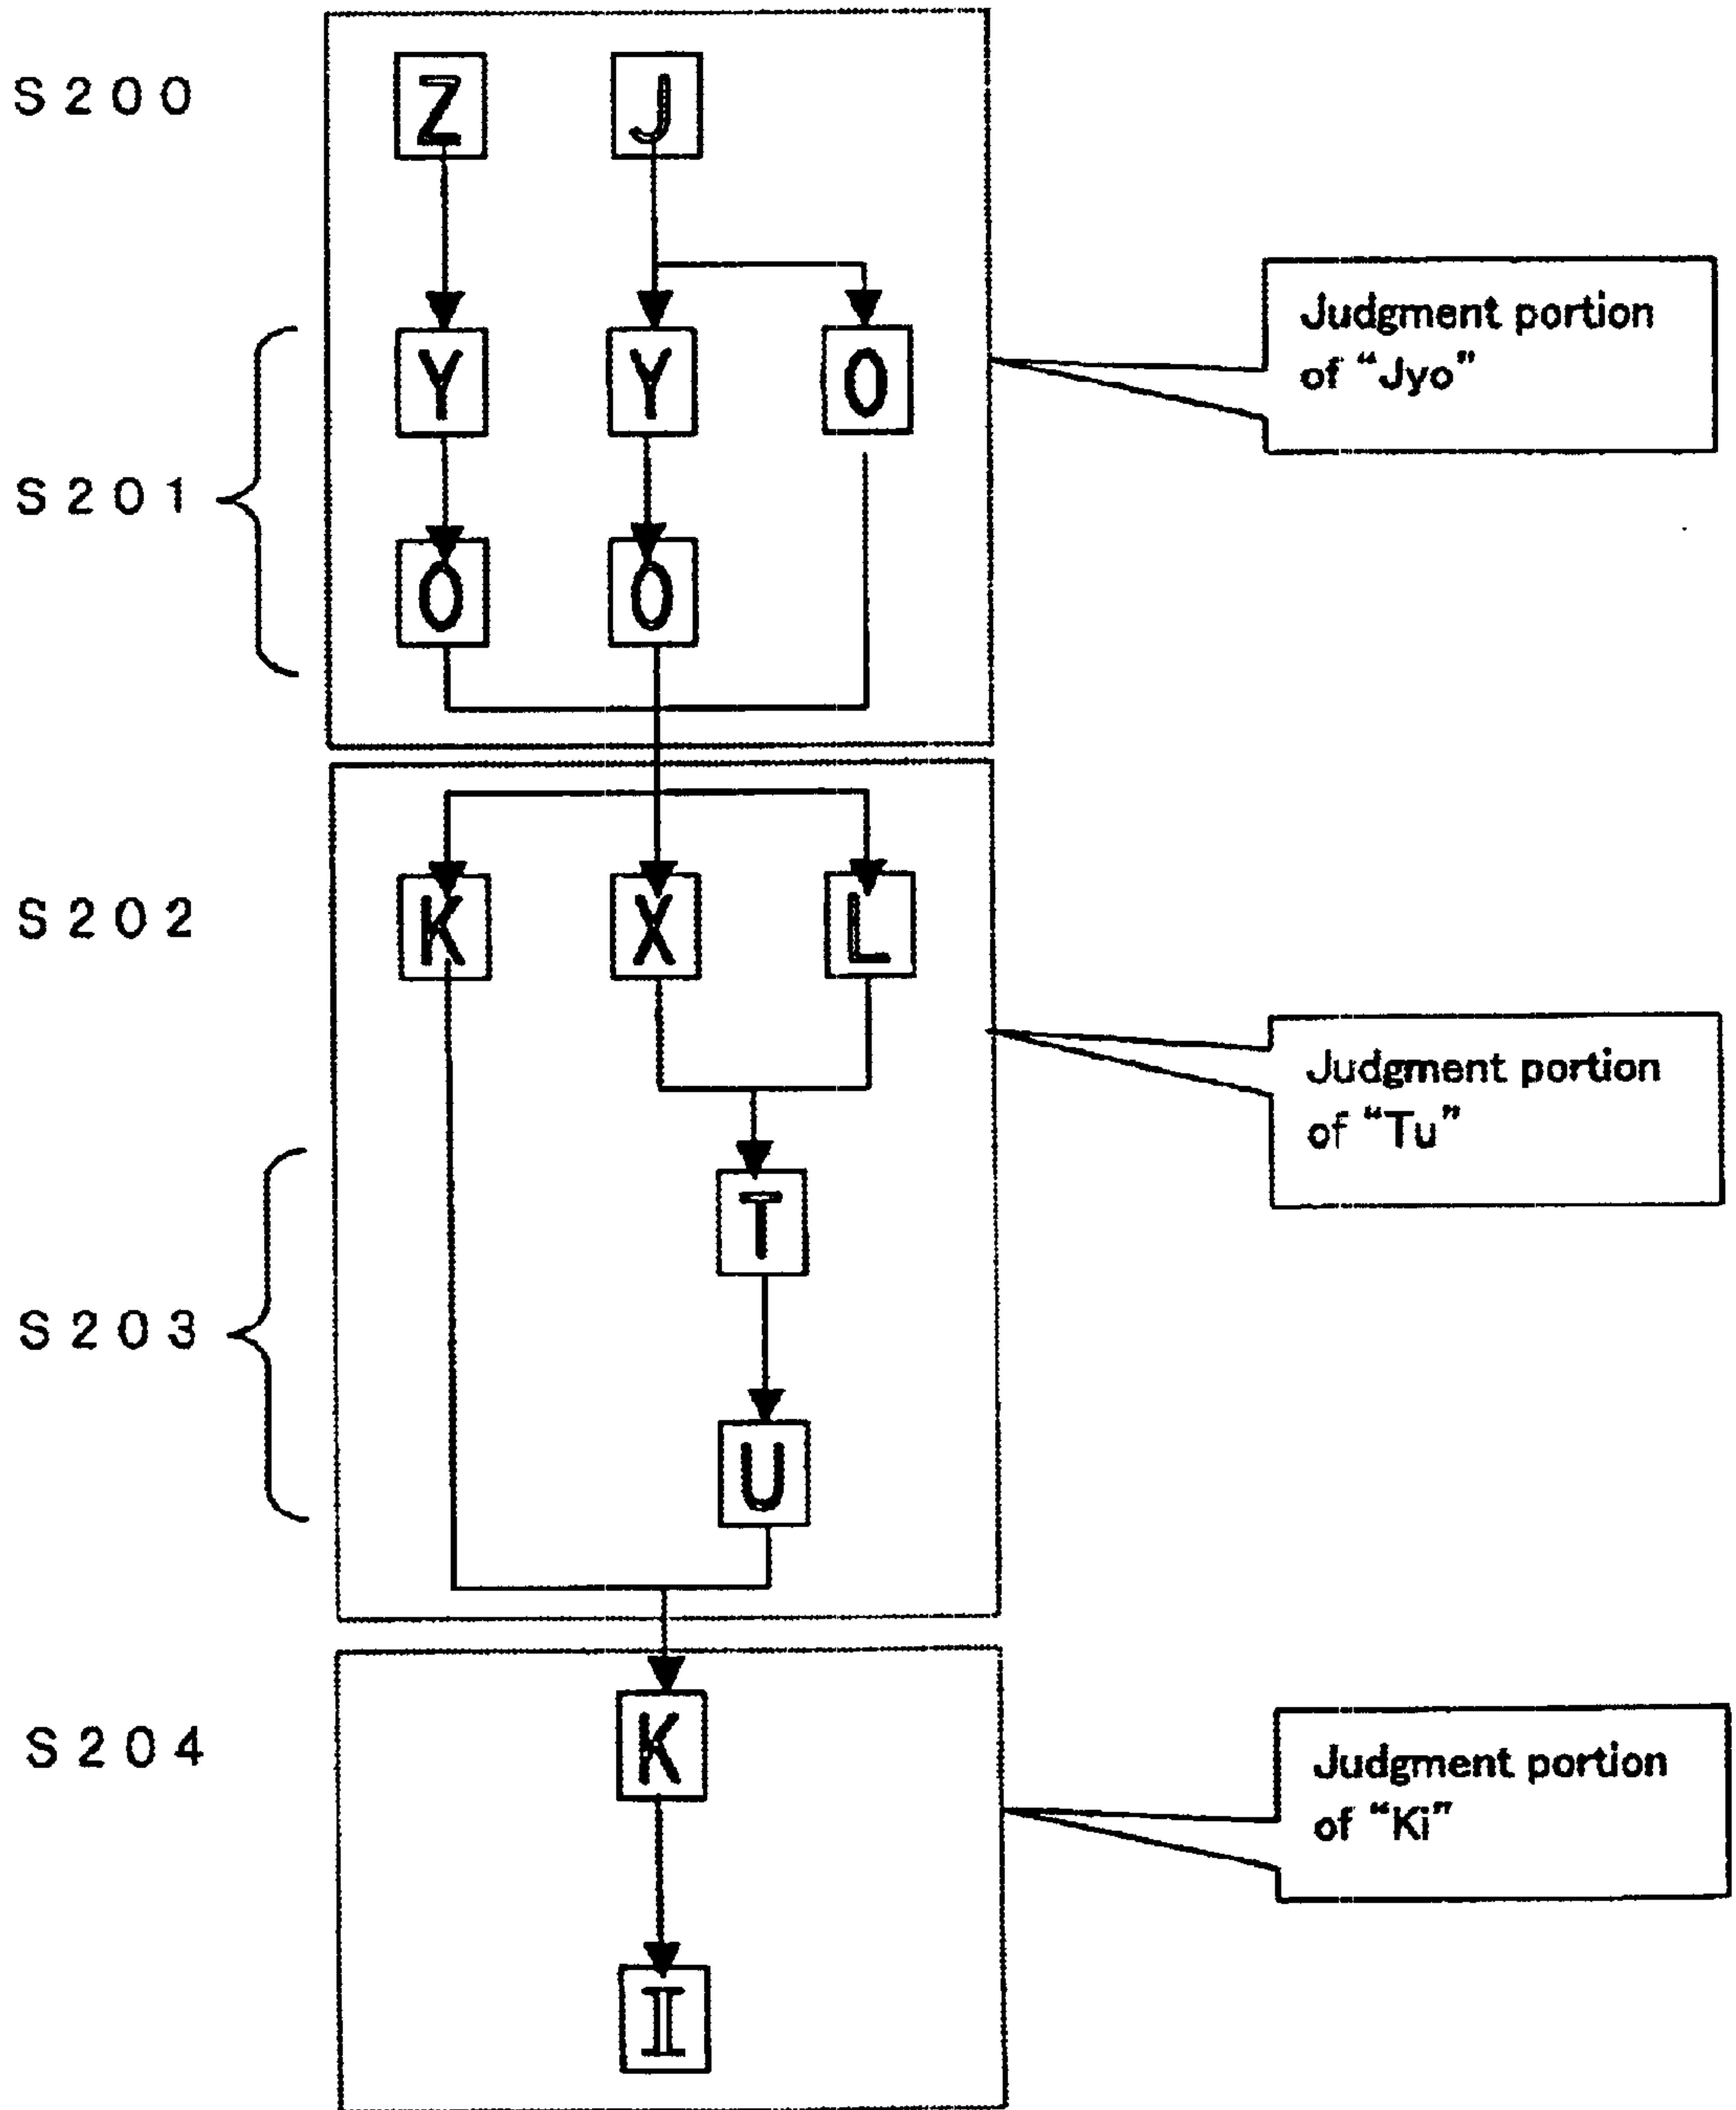 S200
Z J
Y Y O
Judgment portion
of “Jyo”
S201
O O
S202
K X L
Judgment portion
of “Tu”
T
S203
U
K
S204
Judgment portion
of “Ki”
I